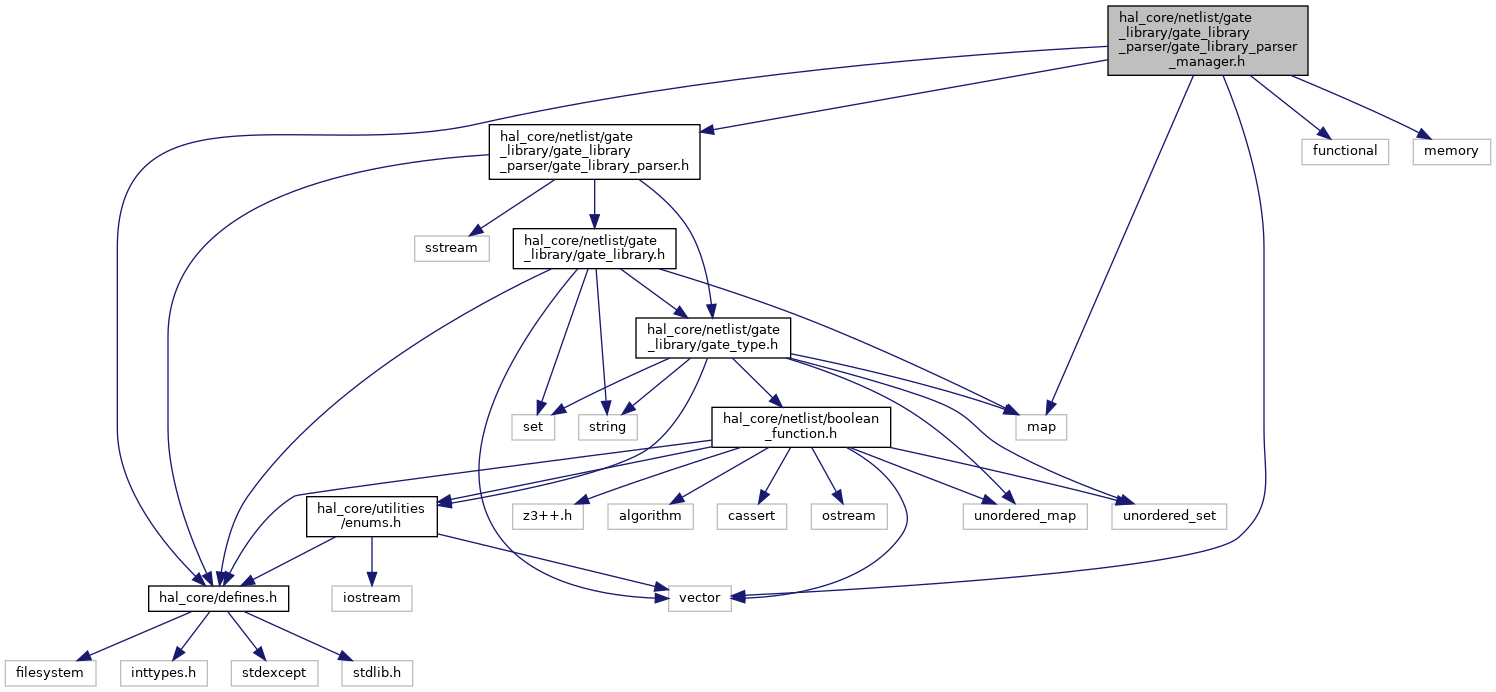 hal_core/netlist/gate
_library/gate_library
_parser/gate_library_parser
_manager.h
hal_core/netlist/gate
_library/gate_library
_parser/gate_library_parser.h
functional
memory
sstream
hal_core/netlist/gate
_library/gate_library.h
hal_core/netlist/gate
_library/gate_type.h
set
string
hal_core/netlist/boolean
_function.h
map
hal_core/utilities
/enums.h
z3++.h
algorithm
cassert
ostream
unordered_map
unordered_set
hal_core/defines.h
iostream
vector
filesystem
inttypes.h
stdexcept
stdlib.h